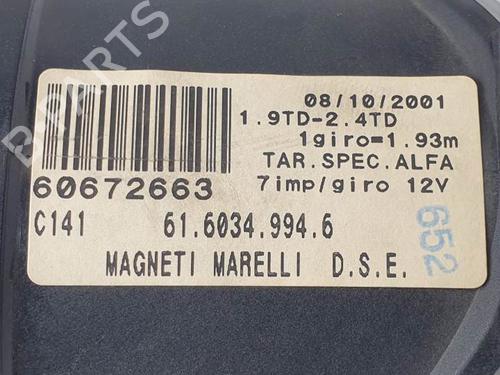 08/10/2001
1.9TD-2.4TD
1giro=1.93m
TAR.SPEC.ALFA
60672663 7imp/giro 12V
C141 61.6034.994.6
652
MAGNETI MARELLI D.S.E.
B-PARTS